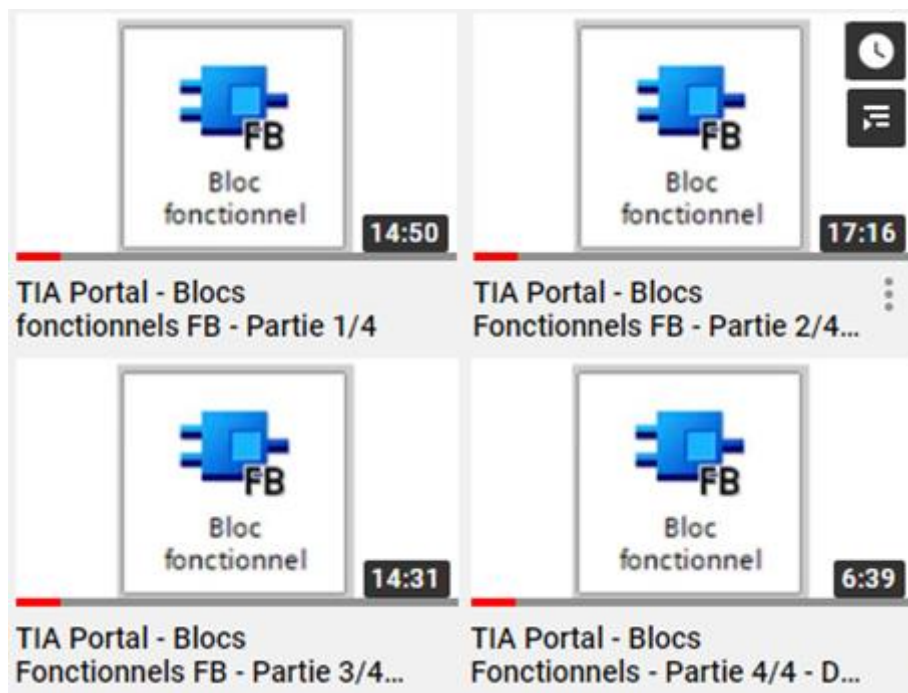 FB
Bloc
fonctionnel
14:50
TIA Portal - Blocs
fonctionnels FB - Partie 1/4
FB
Bloc
fonctionnel
17:16
TIA Portal - Blocs
Fonctionnels FB - Partie 2/4...
FB
Bloc
fonctionnel
14:31
TIA Portal - Blocs
Fonctionnels FB - Partie 3/4...
FB
Bloc
fonctionnel
6:39
TIA Portal - Blocs
Fonctionnels - Partie 4/4 - D...